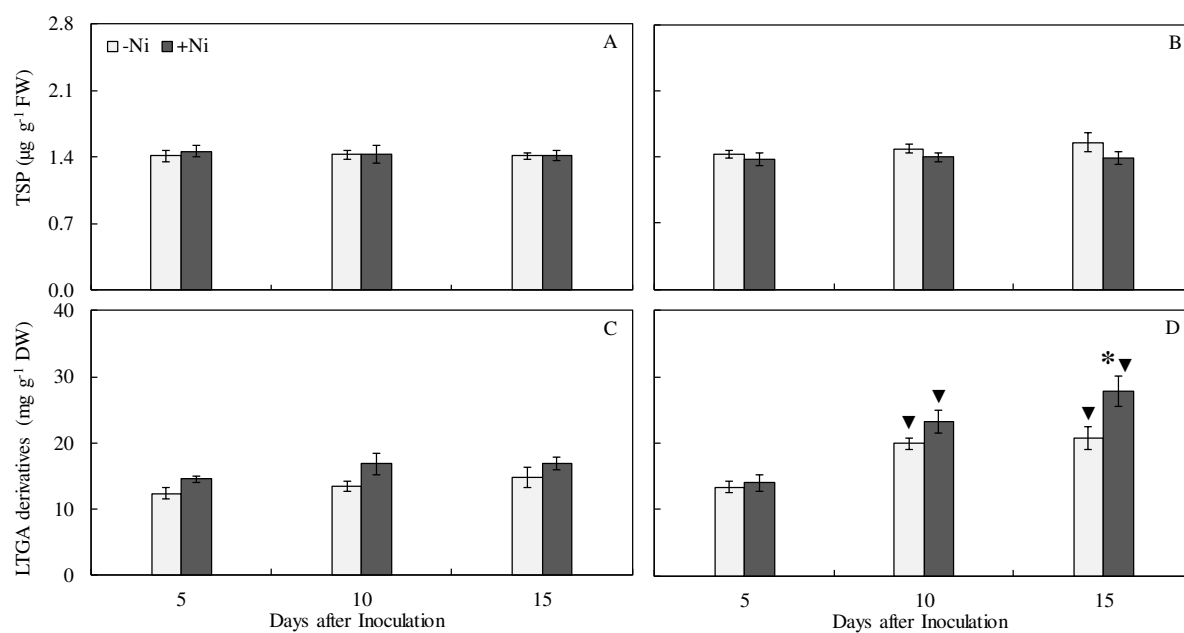 TSP (µg g⁻¹ FW)
2.8
2.1
1.4
0.7
0.0
-Ni +Ni
A
B
LTGA derivatives (mg g⁻¹ DW)
40
30
20
10
0
C
D
*
5 10 15
Days after Inoculation
5 10 15
Days after Inoculation